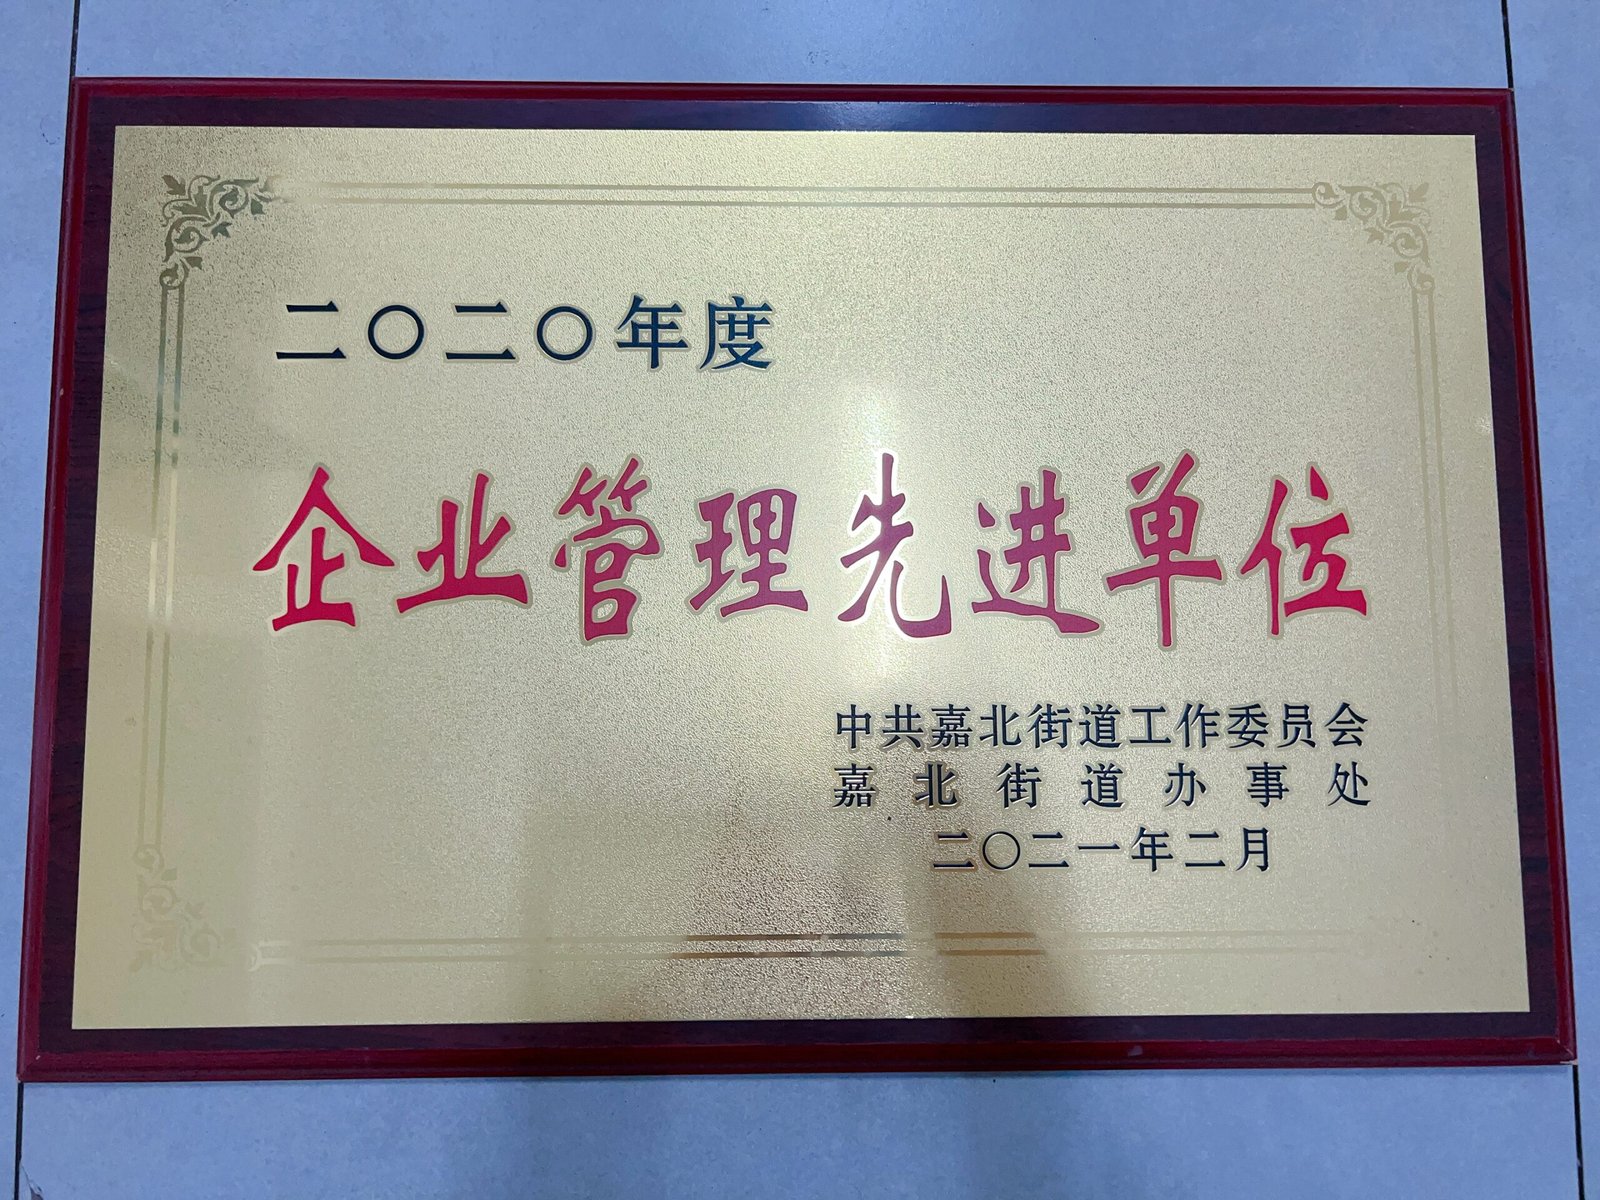 二〇二〇年度
企业管理先进单位
中共嘉北街道工作委员会
嘉北街道办事处
二〇二一年二月